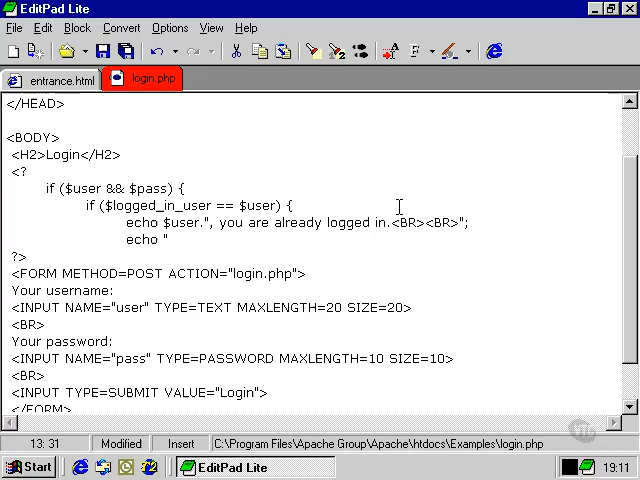 EditPad Lite
File Edit Block Convert Options View Help
entrance.html login.php
</HEAD>
<BODY>
<H2>Login</H2>
<?
if ($user && $pass) {
if ($logged_in_user == $user) {
echo $user.", you are already logged in.<BR><BR>";
echo "
?>
<FORM METHOD=POST ACTION="login.php">
Your username:
<INPUT NAME="user" TYPE=TEXT MAXLENGTH=20 SIZE=20>
<BR>
Your password:
<INPUT NAME="pass" TYPE=PASSWORD MAXLENGTH=10 SIZE=10>
<BR>
<INPUT TYPE=SUBMIT VALUE="Login">
</FORM>
13: 31 Modified Insert C:\Program Files\Apache Group\Apache\htdocs\Examples\login.php
Start EditPad Lite 19:11